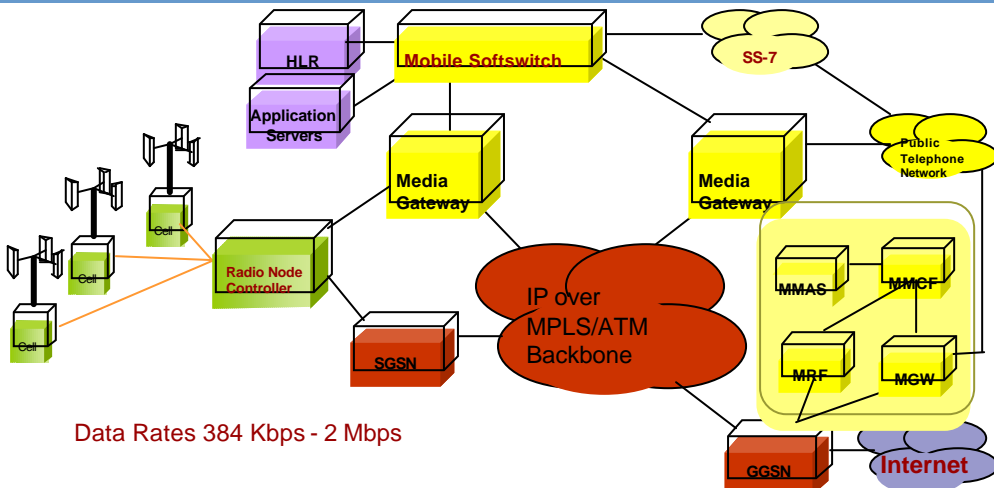 HLR
Mobile Softswitch
SS-7
Application
Servers
Public
Telephone
Network
Media
Gateway
Media
Gateway
Cell
Cell
Cell
Radio Node
Controller
MMAS
MMCF
IP over
MPLS/ATM
Backbone
SGSN
MRF
MGW
Data Rates 384 Kbps - 2 Mbps
GGSN
Internet